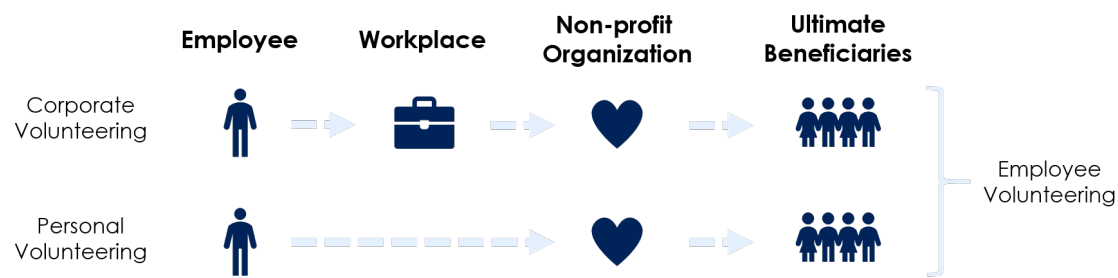 Employee
Workplace
Non-profit
Organization
Ultimate
Beneficiaries
Corporate
Volunteering
Personal
Volunteering
Employee
Volunteering